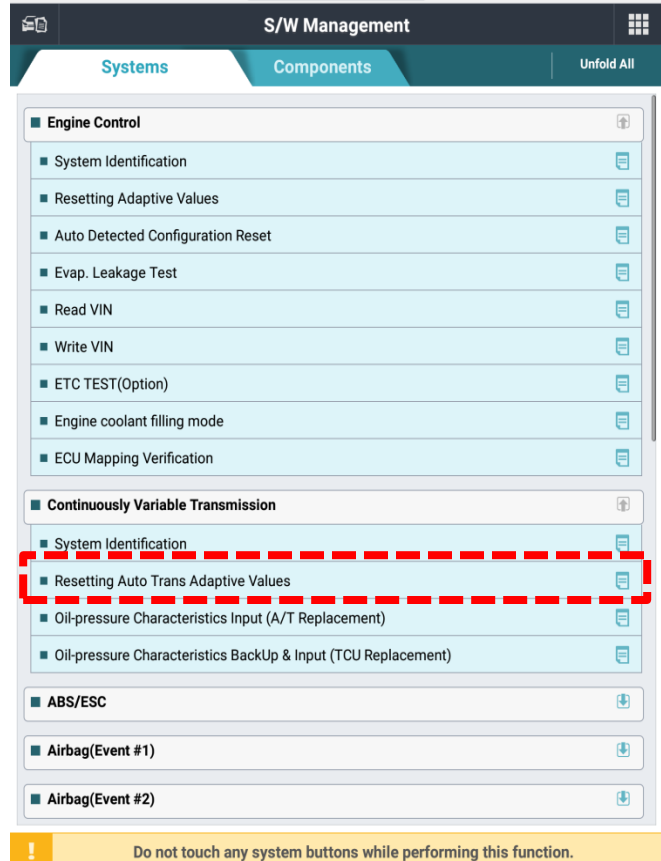 S/W Management
Systems
Components
Unfold All
Engine Control
System Identification
Resetting Adaptive Values
Auto Detected Configuration Reset
Evap. Leakage Test
Read VIN
Write VIN
ETC TEST(Option)
Engine coolant filling mode
ECU Mapping Verification
Continuously Variable Transmission
System Identification
Resetting Auto Trans Adaptive Values
Oil-pressure Characteristics Input (A/T Replacement)
Oil-pressure Characteristics BackUp & Input (TCU Replacement)
ABS/ESC
Airbag(Event #1)
Airbag(Event #2)
! Do not touch any system buttons while performing this function.